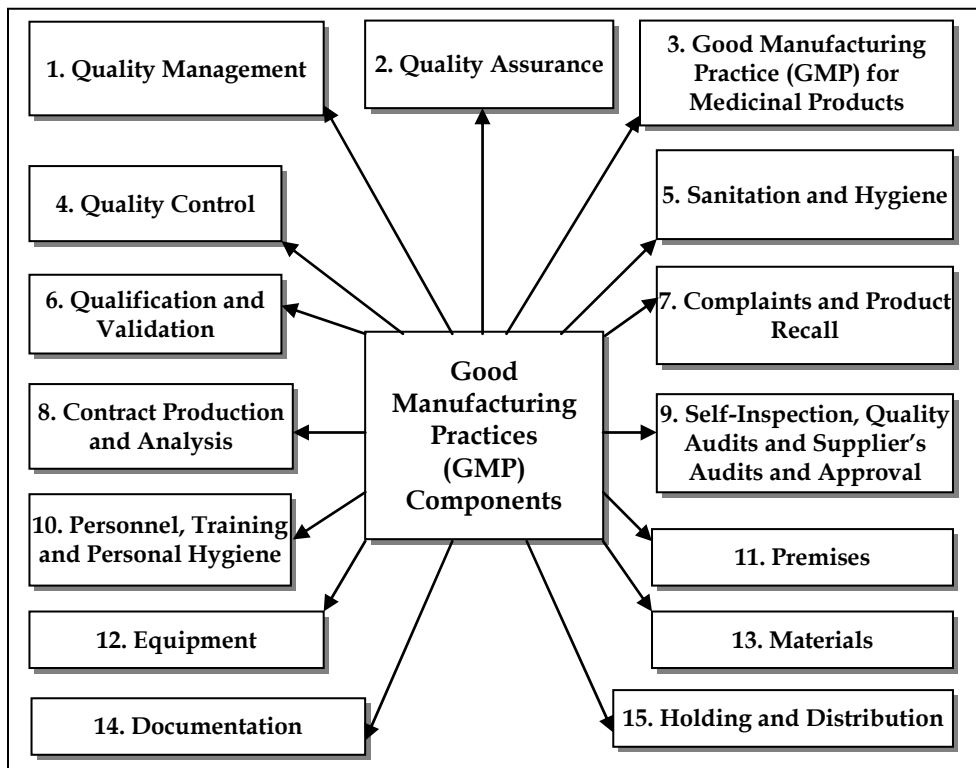 1. Quality Management
2. Quality Assurance
3. Good Manufacturing
Practice (GMP) for
Medicinal Products
4. Quality Control
5. Sanitation and Hygiene
6. Qualification and
Validation
7. Complaints and Product
Recall
Good
Manufacturing
Practices
(GMP)
Components
8. Contract Production
and Analysis
9. Self-Inspection, Quality
Audits and Supplier’s
Audits and Approval
10. Personnel, Training
and Personal Hygiene
11. Premises
12. Equipment
13. Materials
14. Documentation
15. Holding and Distribution